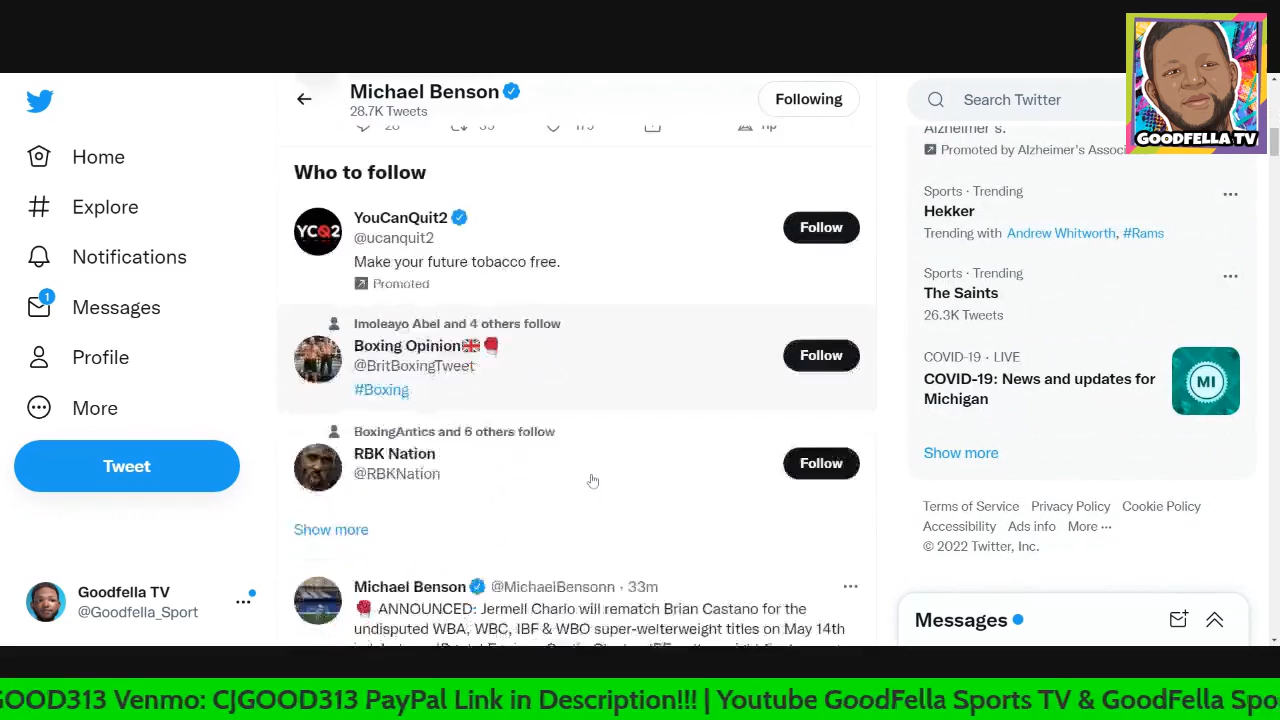 GOODFELLA TV
Michael Benson
28.7K Tweets
Following
Search Twitter
Home
Explore
Notifications
1
Messages
Profile
More
Tweet
Goodfella TV
@Goodfella_Sport
28
Tip
Who to follow
YCQ2
YouCanQuit2
@ucanquit2
Make your future tobacco free.
Promoted
Follow
Imoleayo Abel and 4 others follow
Boxing Opinion
@BritBoxingTweet
#Boxing
Follow
BoxingAntics and 6 others follow
RBK Nation
@RBKNation
Follow
Show more
Michael Benson @MichaelBensonn · 33m
ANNOUNCED: Jermell Charlo will rematch Brian Castano for the
undisputed WBA, WBC, IBF & WBO super-welterweight titles on May 14th
Alzheimer's.
Promoted by Alzheimer's Assoc
Sports · Trending
Hekker
Trending with Andrew Whitworth, #Rams
Sports · Trending
The Saints
26.3K Tweets
COVID-19 · LIVE
COVID-19: News and updates for
Michigan
MI
Show more
Terms of Service Privacy Policy Cookie Policy
Accessibility Ads info More ···
© 2022 Twitter, Inc.
Messages
GOOD313 Venmo: CJGOOD313 PayPal Link in Description!!! | Youtube GoodFella Sports TV & GoodFella Spo